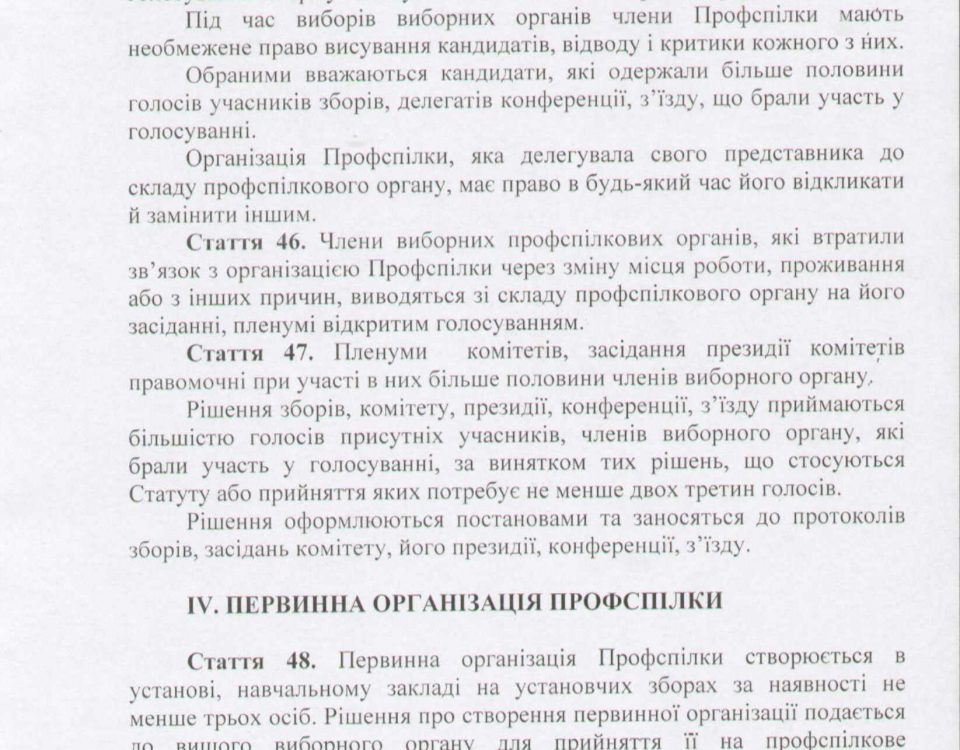 Під час виборів виборних органів члени Профспілки мають
необмежене право висування кандидатів, відводу і критики кожного з них.
Обраними вважаються кандидати, які одержали більше половини
голосів учасників зборів, делегатів конференції, з’їзду, що брали участь у
голосуванні.
Організація Профспілки, яка делегувала свого представника до
складу профспілкового органу, має право в будь-який час його відкликати
й замінити іншим.
Стаття 46. Члени виборних профспілкових органів, які втратили
зв’язок з організацією Профспілки через зміну місця роботи, проживання
або з інших причин, виводяться зі складу профспілкового органу на його
засіданні, пленумі відкритим голосуванням.
Стаття 47. Пленуми комітетів, засідання президії комітетів
правомочні при участі в них більше половини членів виборного органу.
Рішення зборів, комітету, президії, конференції, з’їзду приймаються
більшістю голосів присутніх учасників, членів виборного органу, які
брали участь у голосуванні, за винятком тих рішень, що стосуються
Статуту або прийняття яких потребує не менше двох третин голосів.
Рішення оформлюються постановами та заносяться до протоколів
зборів, засідань комітету, його президії, конференції, з’їзду.
IV. ПЕРВИННА ОРГАНІЗАЦІЯ ПРОФСПІЛКИ
Стаття 48. Первинна організація Профспілки створюється в
установі, навчальному закладі на установчих зборах за наявності не
менше трьох осіб. Рішення про створення первинної організації подається
до вищого виборного органу для прийняття її на профспілкове